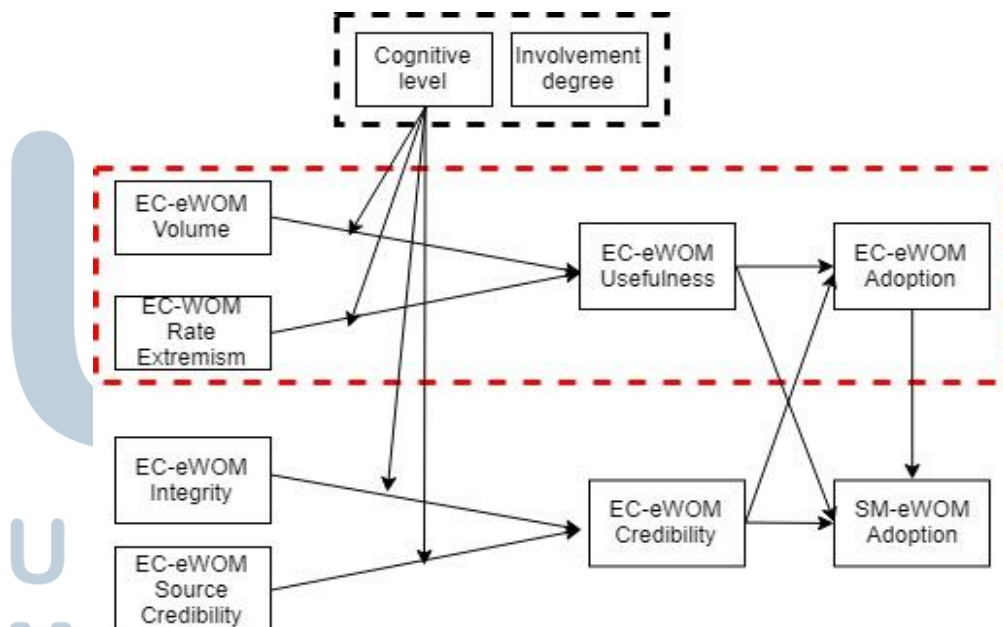 Cognitive
level
Involvement
degree
EC-eWOM
Volume
EC-WOM
Rate
Extremism
EC-eWOM
Usefulness
EC-eWOM
Adoption
EC-eWOM
Integrity
EC-eWOM
Source
Credibility
EC-eWOM
Credibility
SM-eWOM
Adoption
U